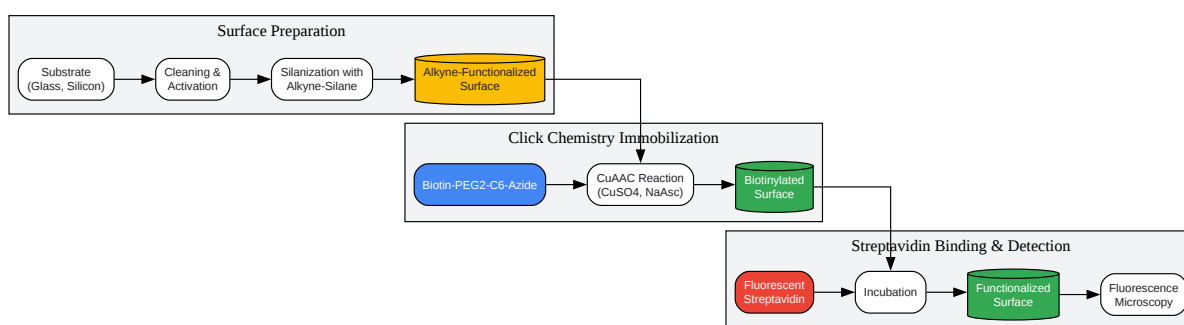 Surface Preparation
Substrate
(Glass, Silicon)
Cleaning &
Activation
Silanization with
Alkyne-Silane
Alkyne-Functionalized
Surface
Click Chemistry Immobilization
Biotin-PEG2-C6-Azide
CuAAC Reaction
(CuSO4, NaAsc)
Biotinylated
Surface
Streptavidin Binding & Detection
Fluorescent
Streptavidin
Incubation
Functionalized
Surface
Fluorescence
Microscopy